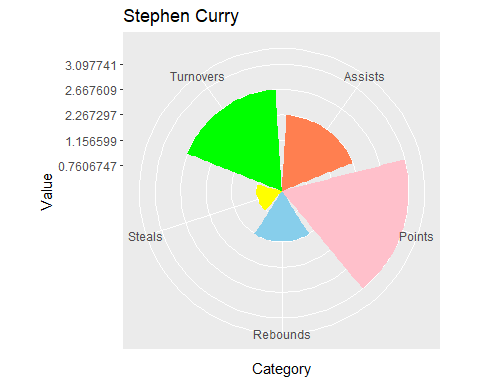 Stephen Curry
3.097741
2.667609
2.267297
1.156599
0.7606747
Value
Turnovers
Assists
Steals
Points
Rebounds
Category